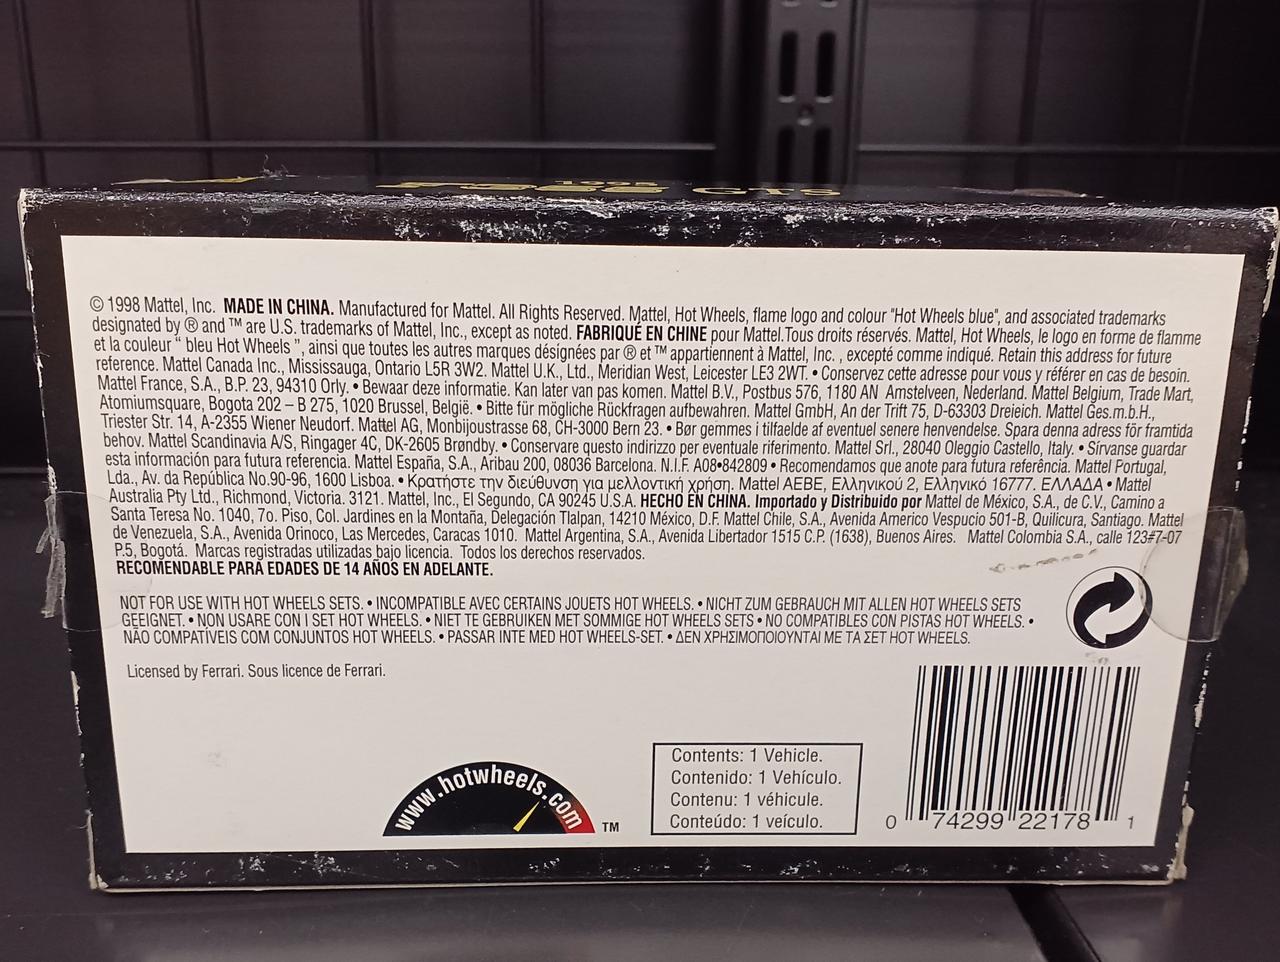 GTS
© 1998 Mattel, Inc. MADE IN CHINA. Manufactured for Mattel. All Rights Reserved. Mattel, Hot Wheels, flame logo and colour "Hot Wheels blue", and associated trademarks
designated by ® and ™ are U.S. trademarks of Mattel, Inc., except as noted. FABRIQUÉ EN CHINE pour Mattel.Tous droits réservés. Mattel, Hot Wheels, le logo en forme de flamme
et la couleur “ bleu Hot Wheels ”, ainsi que toutes les autres marques désignées par ® et ™ appartiennent à Mattel, Inc. , excepté comme indiqué. Retain this address for future
reference. Mattel Canada Inc., Mississauga, Ontario L5R 3W2. Mattel U.K., Ltd., Meridian West, Leicester LE3 2WT. • Conservez cette adresse pour vous y référer en cas de besoin.
Mattel France, S.A., B.P. 23, 94310 Orly. • Bewaar deze informatie. Kan later van pas komen. Mattel B.V., Postbus 576, 1180 AN Amstelveen, Nederland. Mattel Belgium, Trade Mart,
Atomiumsquare, Bogota 202 – B 275, 1020 Brussel, België. • Bitte für mögliche Rückfragen aufbewahren. Mattel GmbH, An der Trift 75, D-63303 Dreieich. Mattel Ges.m.b.H.,
Triester Str. 14, A-2355 Wiener Neudorf. Mattel AG, Monbijoustrasse 68, CH-3000 Bern 23. • Bør gemmes i tilfaelde af eventuel senere henvendelse. Spara denna adress för framtida
behov. Mattel Scandinavia A/S, Ringager 4C, DK-2605 Brøndby. • Conservare questo indirizzo per eventuale riferimento. Mattel Srl., 28040 Oleggio Castello, Italy. • Sírvanse guardar
esta información para futura referencia. Mattel España, S.A., Aribau 200, 08036 Barcelona. N.I.F. A08•842809 • Recomendamos que anote para futura referência. Mattel Portugal,
Lda., Av. da República No.90-96, 1600 Lisboa. • Κρατήστε την διεύθυνση για μελλοντική χρήση. Mattel AEBE, Ελληνικού 2, Ελληνικό 16777. ΕΛΛΑΔΑ • Mattel
Australia Pty Ltd., Richmond, Victoria. 3121. Mattel, Inc., El Segundo, CA 90245 U.S.A. HECHO EN CHINA. Importado y Distribuido por Mattel de México, S.A., de C.V., Camino a
Santa Teresa No. 1040, 7o. Piso, Col. Jardines en la Montaña, Delegación Tlalpan, 14210 México, D.F. Mattel Chile, S.A., Avenida Americo Vespucio 501-B, Quilicura, Santiago. Mattel
de Venezuela, S.A., Avenida Orinoco, Las Mercedes, Caracas 1010. Mattel Argentina, S.A., Avenida Libertador 1515 C.P. (1638), Buenos Aires. Mattel Colombia S.A., calle 123#7-07
P.5, Bogotá. Marcas registradas utilizadas bajo licencia. Todos los derechos reservados.
RECOMENDABLE PARA EDADES DE 14 AÑOS EN ADELANTE.
NOT FOR USE WITH HOT WHEELS SETS. • INCOMPATIBLE AVEC CERTAINS JOUETS HOT WHEELS. • NICHT ZUM GEBRAUCH MIT ALLEN HOT WHEELS SETS
GEEIGNET. • NON USARE CON I SET HOT WHEELS. • NIET TE GEBRUIKEN MET SOMMIGE HOT WHEELS SETS • NO COMPATIBLES CON PISTAS HOT WHEELS. •
NÃO COMPATÍVEIS COM CONJUNTOS HOT WHEELS. • PASSAR INTE MED HOT WHEELS-SET. • ΔΕΝ ΧΡΗΣΙΜΟΠΟΙΟΥΝΤΑΙ ΜΕ ΤΑ ΣΕΤ HOT WHEELS.
Licensed by Ferrari. Sous licence de Ferrari.
www.hotwheels.com ™
Contents: 1 Vehicle.
Contenido: 1 Vehículo.
Contenu: 1 véhicule.
Conteúdo: 1 veículo.
0 74299 22178 1